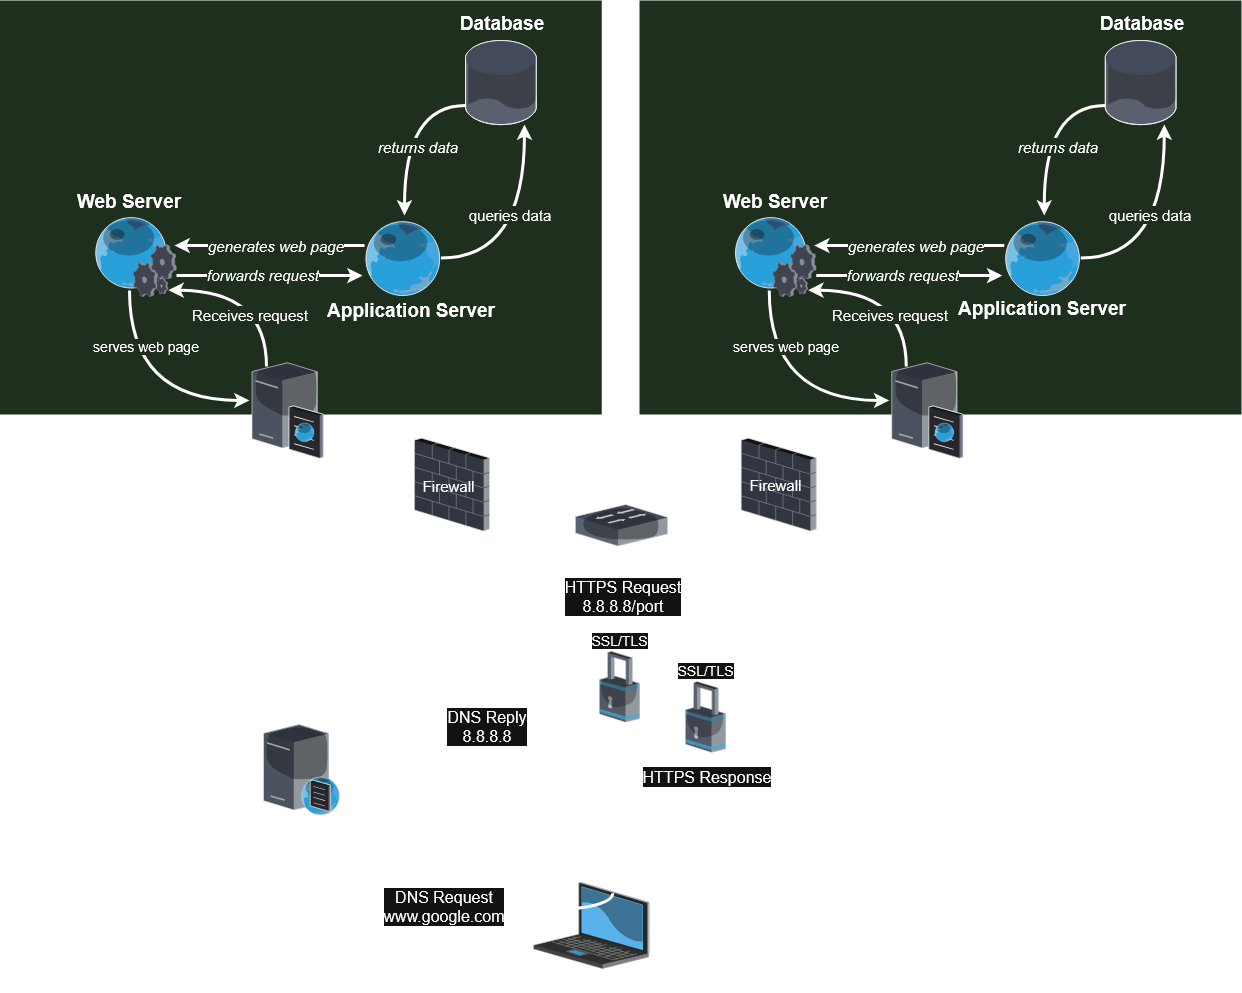 Database
returns data
queries data
Web Server
generates web page
forwards request
Application Server
Receives request
serves web page
Database
returns data
queries data
Web Server
generates web page
forwards request
Application Server
Receives request
serves web page
Firewall
Firewall
HTTPS Request
8.8.8.8/port
SSL/TLS
SSL/TLS
DNS Reply
8.8.8.8
HTTPS Response
DNS Request
www.google.com